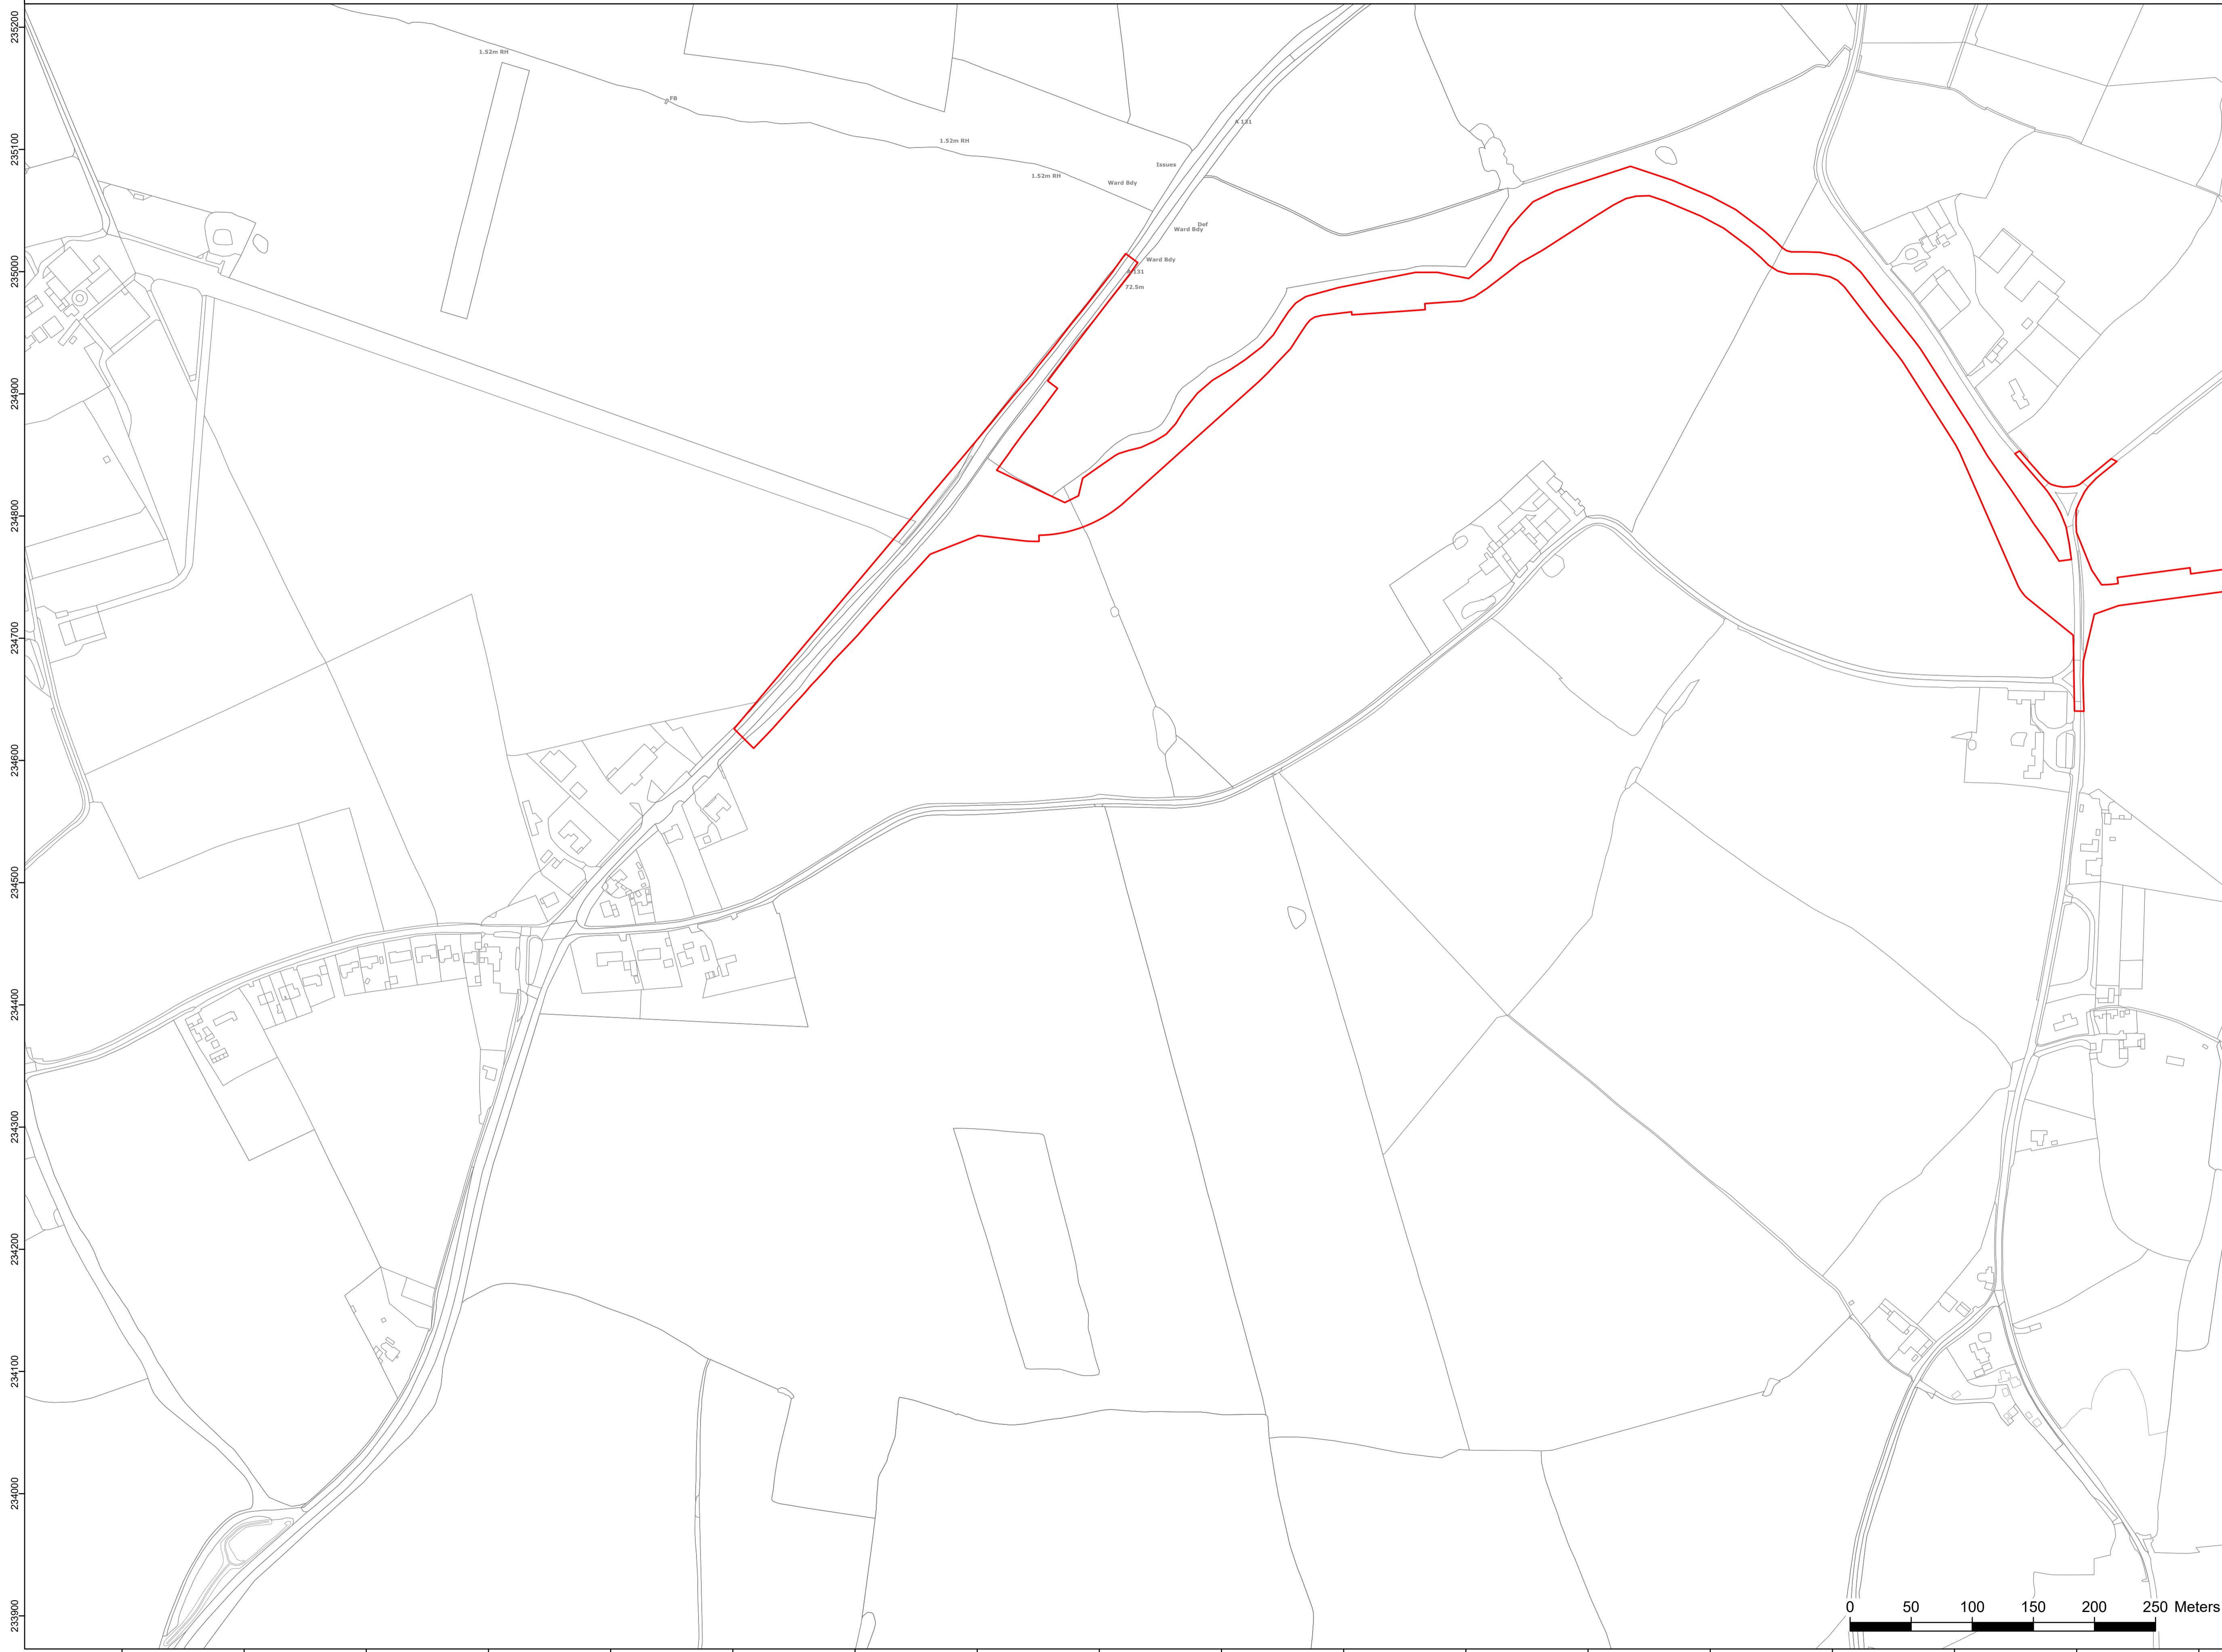 235200
1.52m RH
FB
235100
A 131
1.52m RH
Issues
1.52m RH
Ward Bdy
Def
Ward Bdy
235000
Ward Bdy
A 131
72.5m
234900
234800
234700
234600
234500
234400
234300
234200
234100
234000
233900
0 50 100 150 200 250 Meters